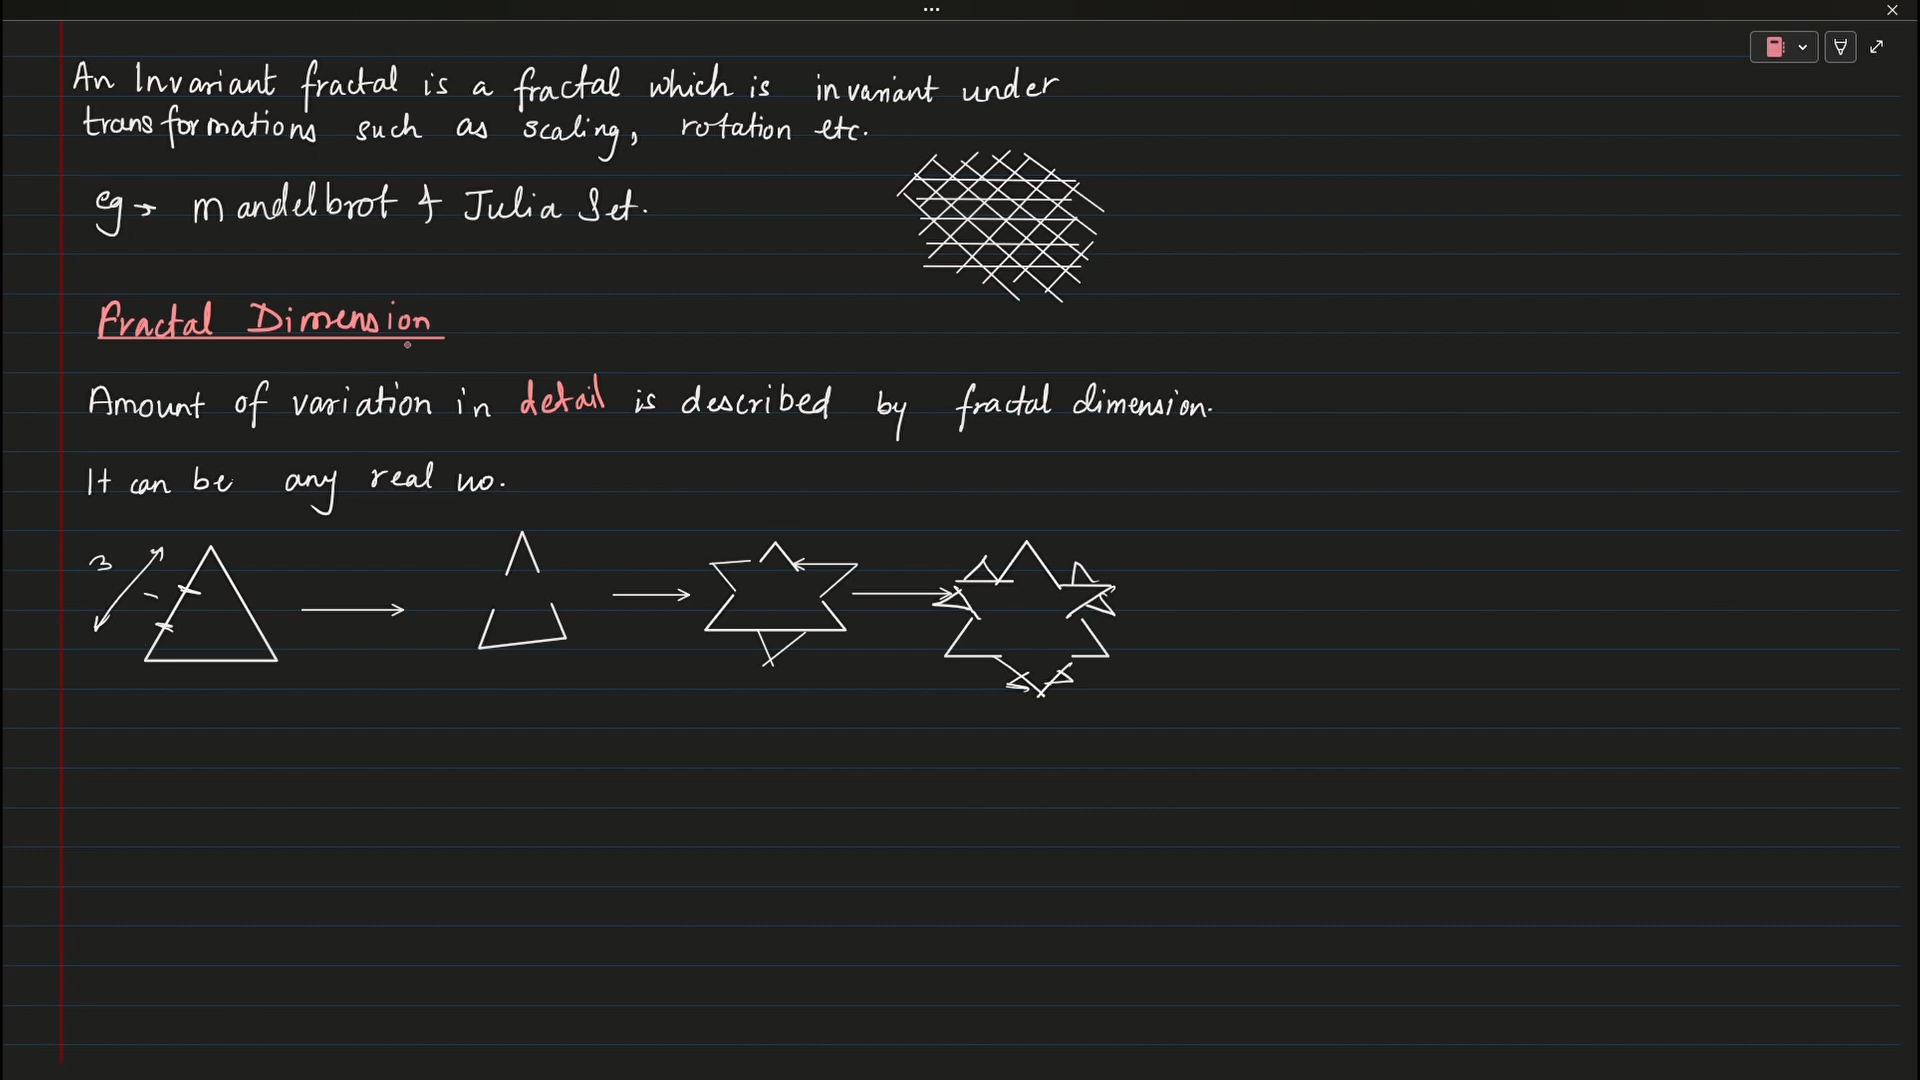 An Invariant fractal is a fractal which is invariant under
transformations such as scaling, rotation etc.
eg → mandelbrot & Julia Set.
Fractal Dimension
Amount of variation in detail is described by fractal dimension.
It can be any real no.
3